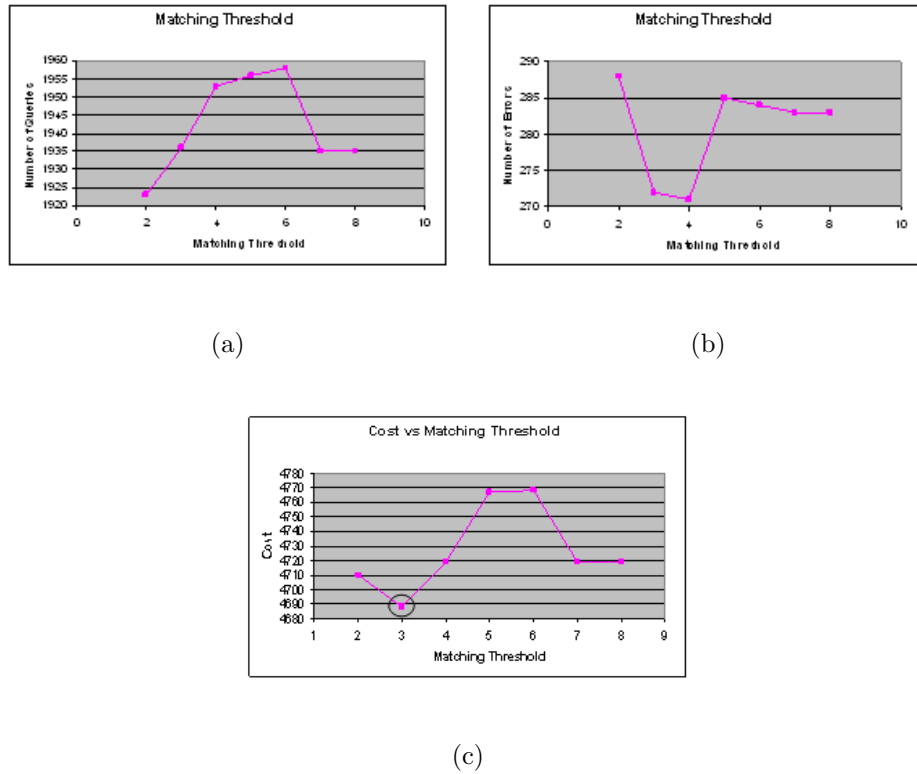 Matching Threshold
1960
1955
1950
1945
1940
1935
1930
1925
1920
Number of Queries
0 2 4 6 8 10
Matching Threshold
Matching Threshold
290
285
280
275
270
Number of Errors
0 2 4 6 8 10
Matching Threshold
(a)
(b)
Cost vs Matching Threshold
4780
4770
4760
4750
4740
4730
4720
4710
4700
4690
4680
Cost
1 2 3 4 5 6 7 8 9
Matching Threshold
(c)